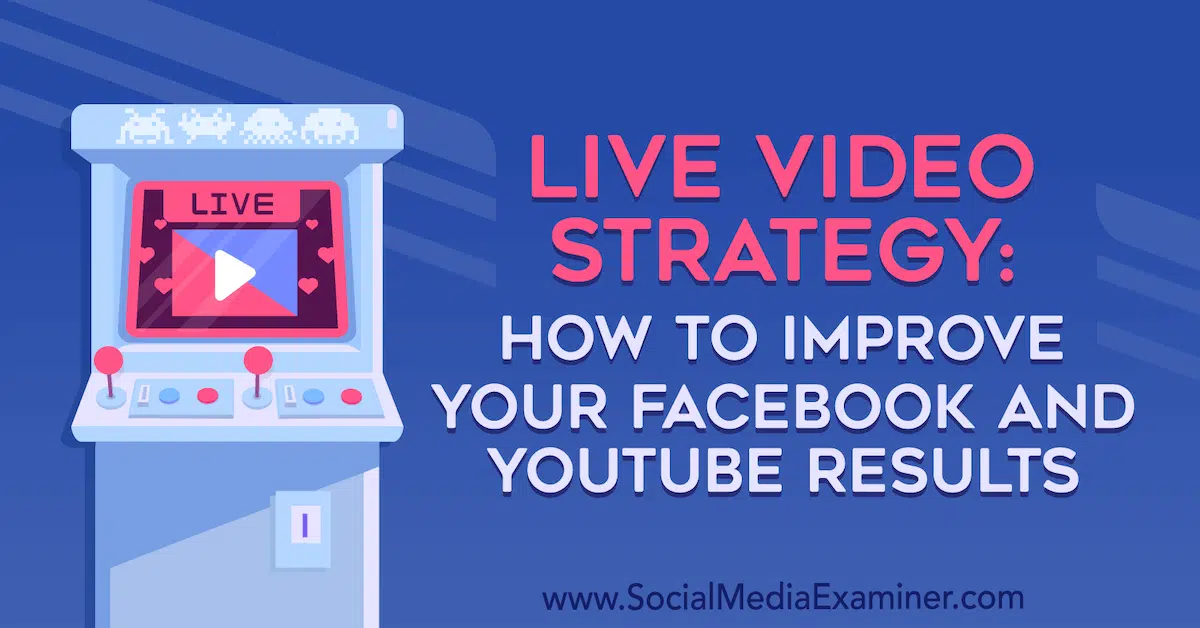 LIVE
LIVE VIDEO
STRATEGY:
HOW TO IMPROVE
YOUR FACEBOOK AND
YOUTUBE RESULTS
www.SocialMediaExaminer.com